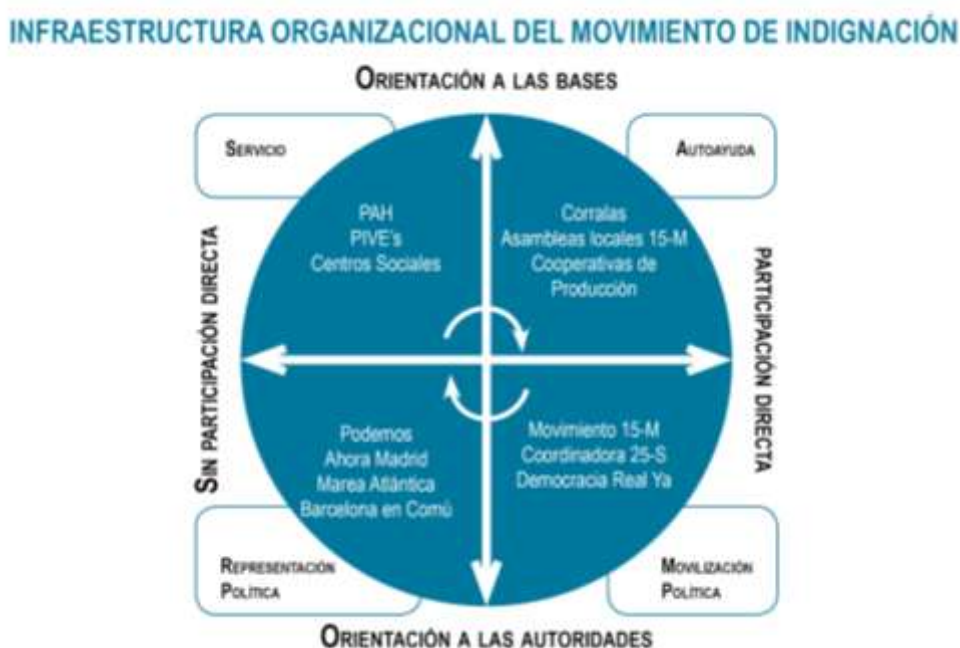 INFRAESTRUCTURA ORGANIZACIONAL DEL MOVIMIENTO DE INDIGNACIÓN
ORIENTACIÓN A LAS BASES
SERVICIO
AUTOAYUDA
PAH
PIVE's
Centros Sociales
Corralas
Asambleas locales 15-M
Cooperativas de
Producción
SIN PARTICIPACIÓN DIRECTA
PARTICIPACIÓN DIRECTA
Podemos
Ahora Madrid
Marea Atlántica
Barcelona en Comú
Movimiento 15-M
Coordinadora 25-S
Democracia Real Ya
REPRESENTACIÓN
POLÍTICA
MOVILIZACIÓN
POLÍTICA
ORIENTACIÓN A LAS AUTORIDADES